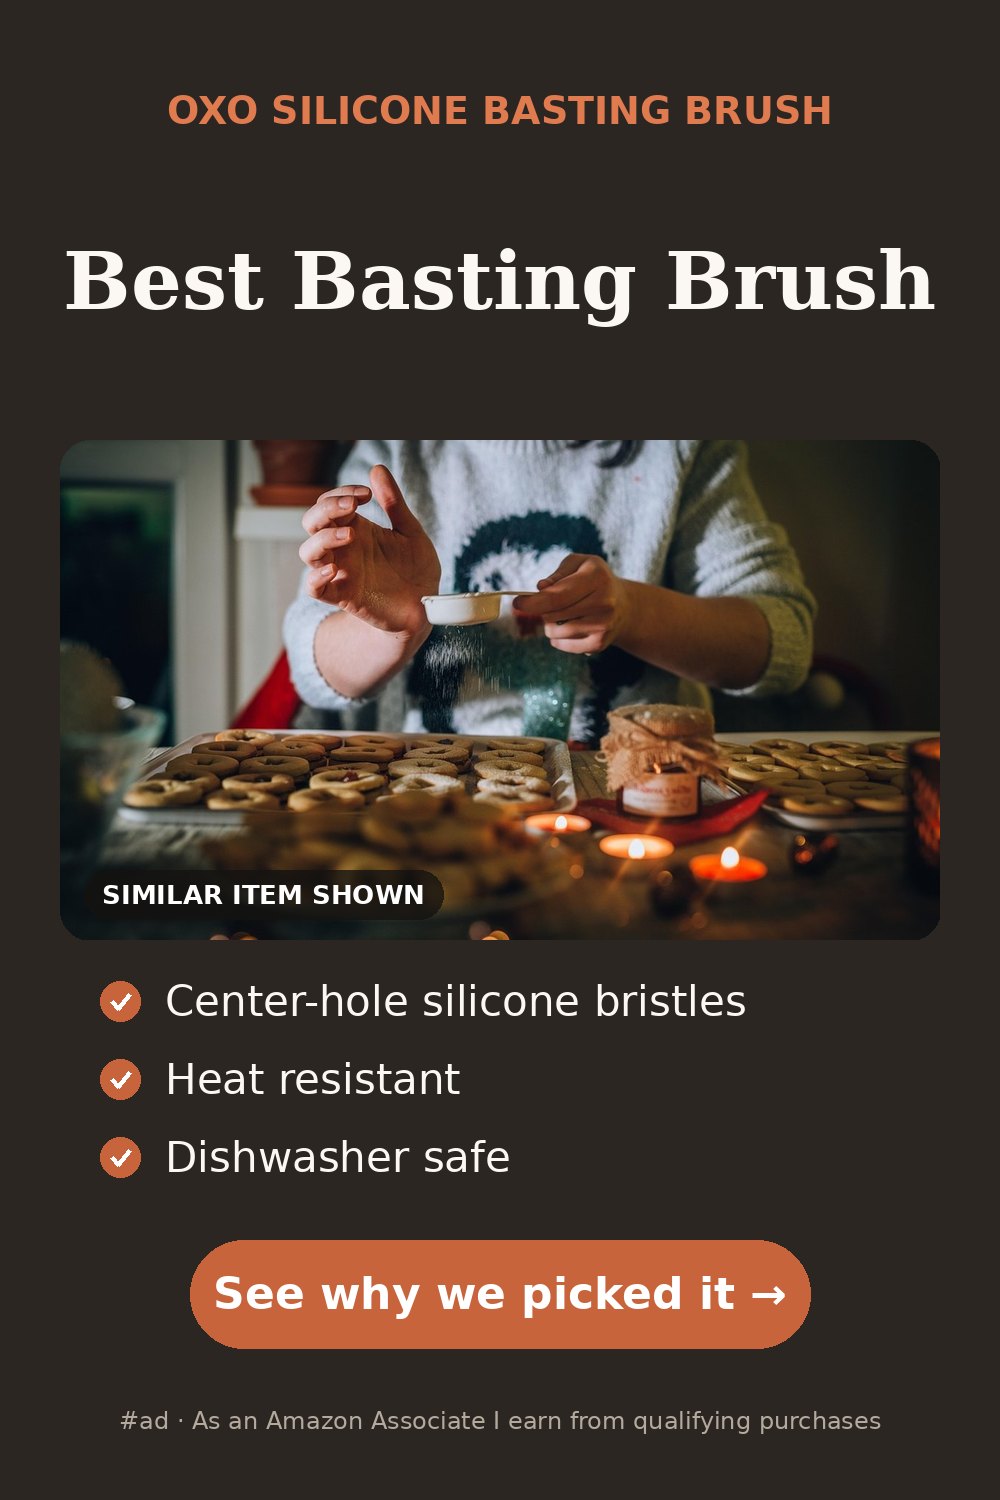 OXO SILICONE BASTING BRUSH
Best Basting Brush
SIMILAR ITEM SHOWN
Center-hole silicone bristles
Heat resistant
Dishwasher safe
See why we picked it →
#ad · As an Amazon Associate I earn from qualifying purchases